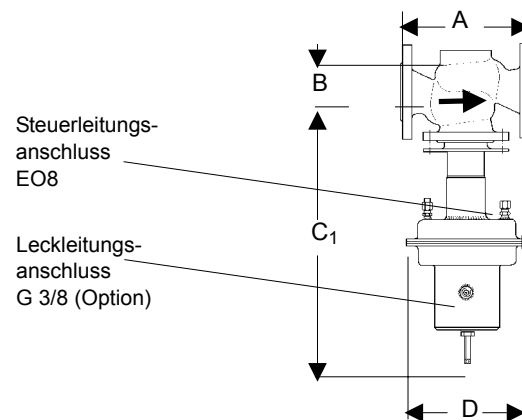 A
B
Steuerleitungs-
anschluss
EO8
C1
Leckleitungs-
anschluss
G 3/8 (Option)
D